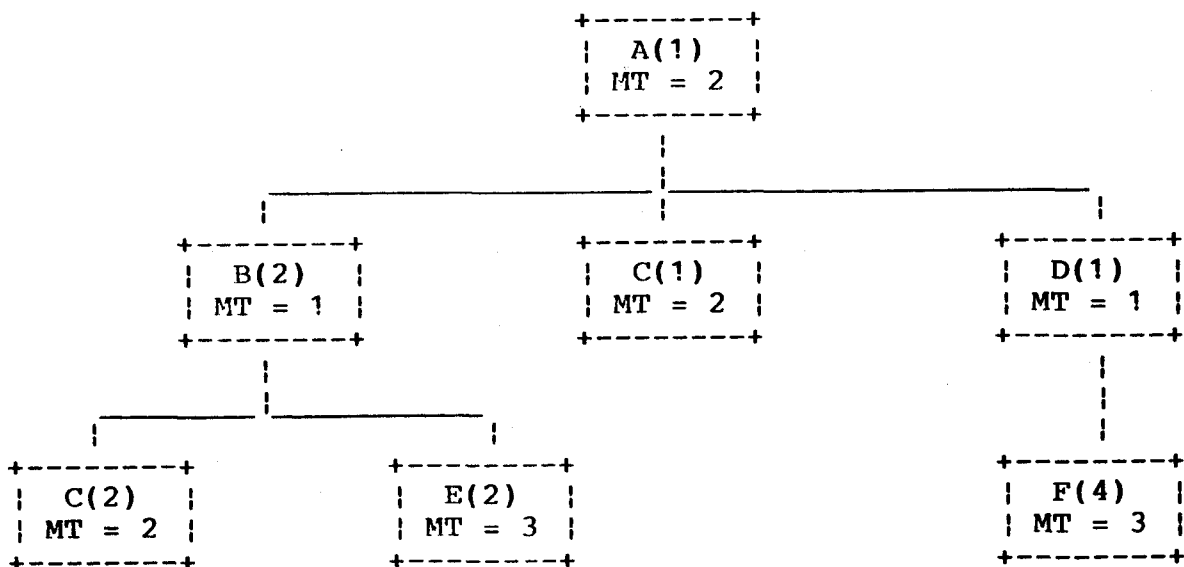 A(1)
MT = 2
B(2)
MT = 1
C(1)
MT = 2
D(1)
MT = 1
C(2)
MT = 2
E(2)
MT = 3
F(4)
MT = 3